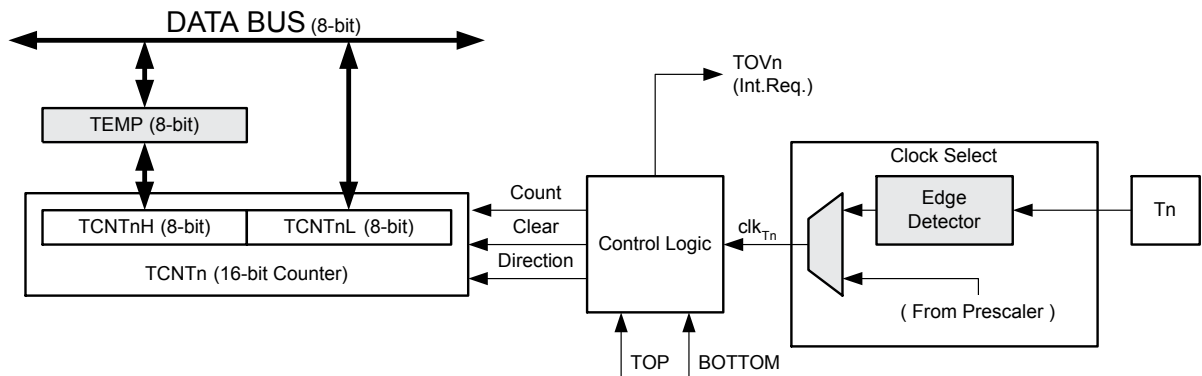 DATA BUS (8-bit)
TOVn
(Int.Req.)
TEMP (8-bit)
Clock Select
Count
Edge
Detector
Tn
TCNTnH (8-bit)
TCNTnL (8-bit)
Clear
Control Logic
clkTn
TCNTn (16-bit Counter)
Direction
( From Prescaler )
TOP
BOTTOM